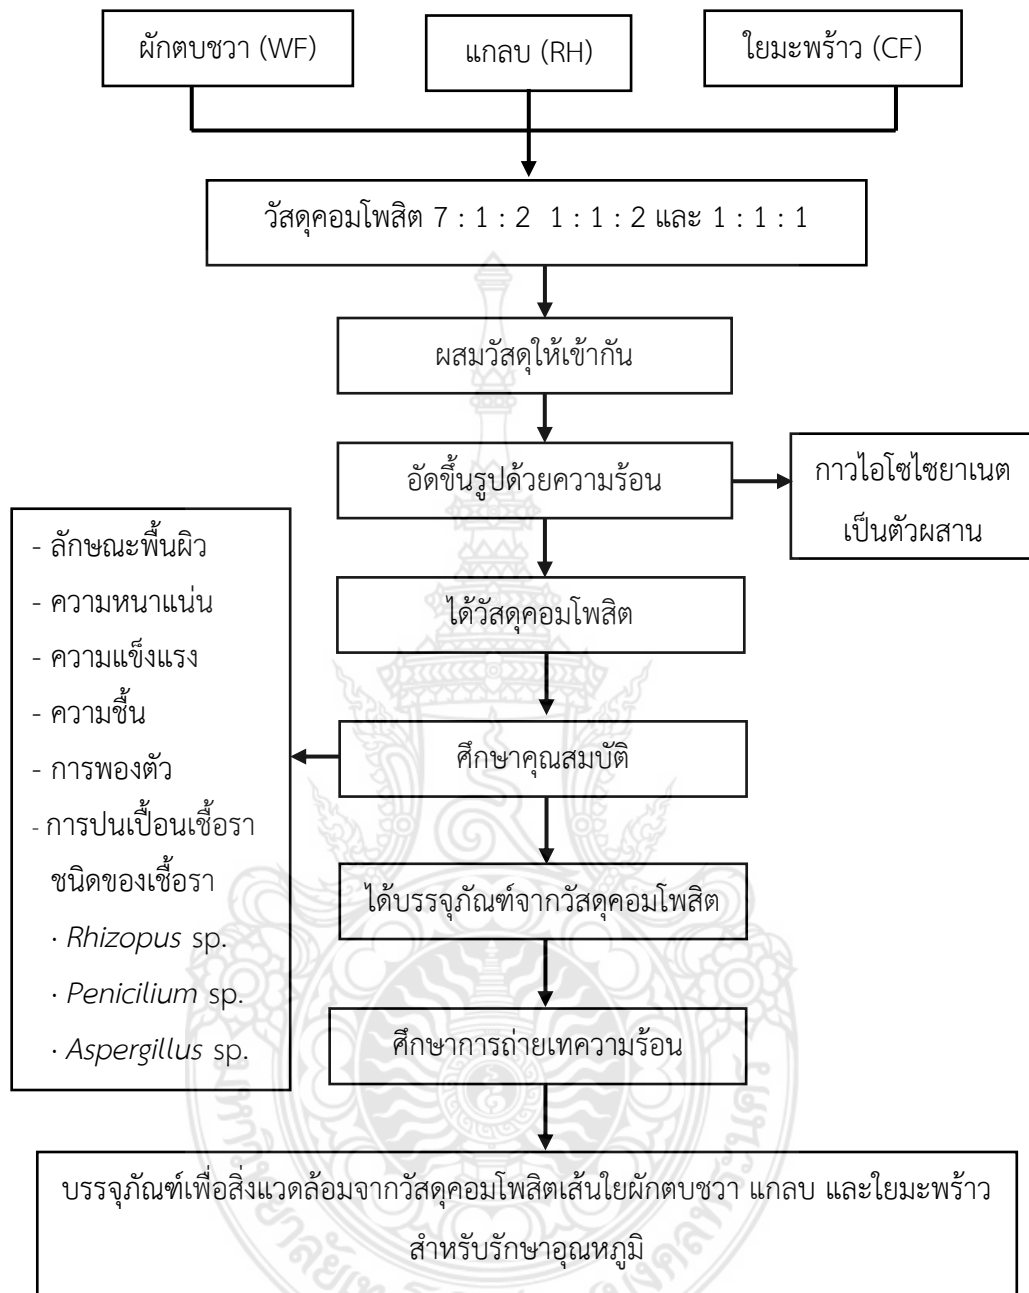 ผักตบชวา (WF)
แกลบ (RH)
ใยมะพร้าว (CF)
วัสดุคอมโพสิต 7 : 1 : 2 1 : 1 : 2 และ 1 : 1 : 1
ผสมวัสดุให้เข้ากัน
อัดขึ้นรูปด้วยความร้อน
กาวไอโซไซยาเนต
เป็นตัวผสาน
ได้วัสดุคอมโพสิต
ศึกษาคุณสมบัติ
- ลักษณะพื้นผิว
- ความหนาแน่น
- ความแข็งแรง
- ความชื้น
- การพองตัว
- การปนเปื้อนเชื้อรา
ชนิดของเชื้อรา
· Rhizopus sp.
· Penicilium sp.
· Aspergillus sp.
ได้บรรจุภัณฑ์จากวัสดุคอมโพสิต
ศึกษาการถ่ายเทความร้อน
บรรจุภัณฑ์เพื่อสิ่งแวดล้อมจากวัสดุคอมโพสิตเส้นใยผักตบชวา แกลบ และใยมะพร้าว
สำหรับรักษาอุณหภูมิ